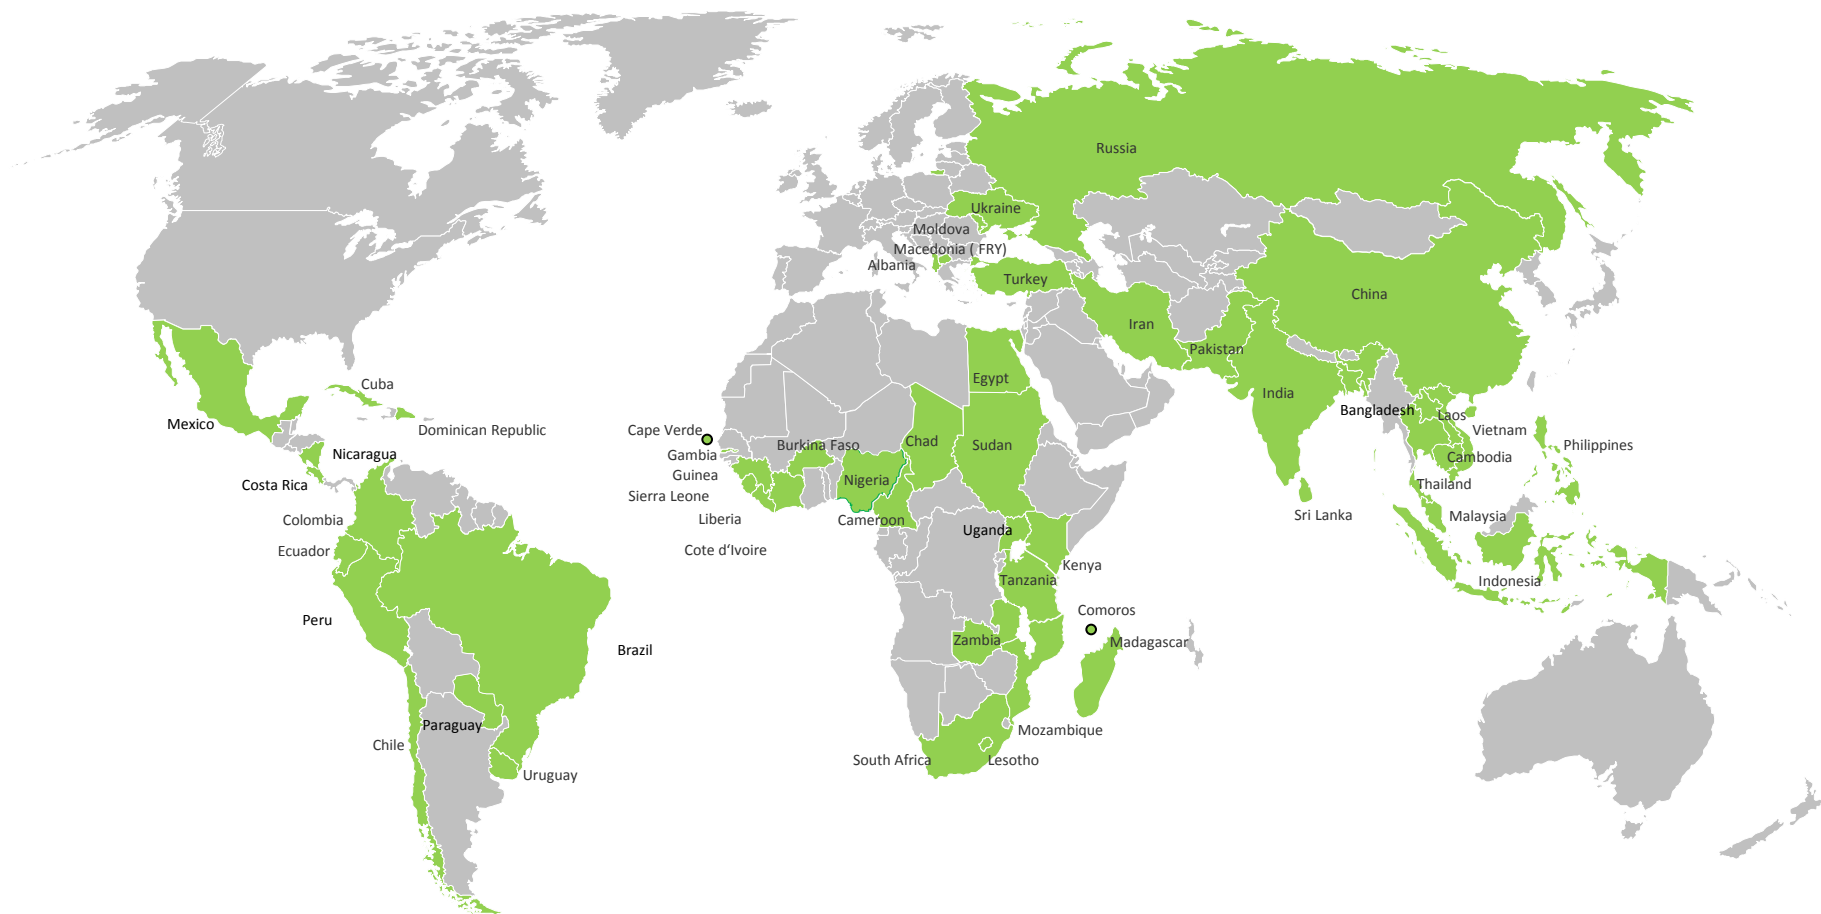 Russia
Ukraine
Moldova
Macedonia ( FRY)
Albania
Turkey
China
Iran
Pakistan
Egypt
India
Cuba
Mexico
Dominican Republic
Cape Verde
Bangladesh
Laos
Vietnam
Philippines
Nicaragua
Gambia
Burkina Faso
Chad
Sudan
Cambodia
Guinea
Costa Rica
Nigeria
Thailand
Sierra Leone
Colombia
Liberia
Cameroon
Sri Lanka
Malaysia
Uganda
Ecuador
Cote d‘Ivoire
Kenya
Tanzania
Indonesia
Comoros
Peru
Zambia
Madagascar
Brazil
Paraguay
Mozambique
Chile
South Africa
Lesotho
Uruguay